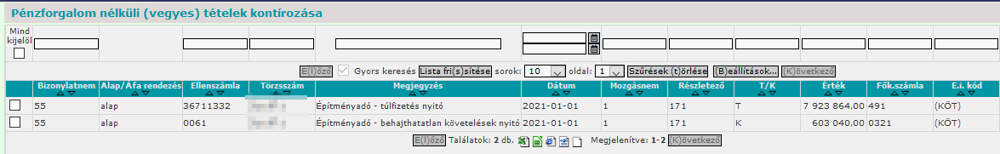 Pénzforgalom nélküli (vegyes) tételek kontírozása
Mind kijelöl
E(l)őző Gyors keresés Lista fri(s)sítése sorok: 10 oldal: 1 Szűrések (t)örlése (B)eállítások... (K)övetkező
Bizonylatnem Alap/Áfa rendezés Ellenszámla Törzsszám Megjegyzés Dátum Mozgásnem Részletező T/K Érték Fők.számla E.i. kód
55 alap 36711332 Építményadó - túlfizetés nyitó 2021-01-01 1 171 T 7 923 864,00 491 (KÖT)
55 alap 0061 Építményadó - behajthatatlan követelések nyitó 2021-01-01 1 171 K 603 040,00 0321 (KÖT)
E(l)őző Találatok: 2 db. Megjelenítve: 1-2 (K)övetkező